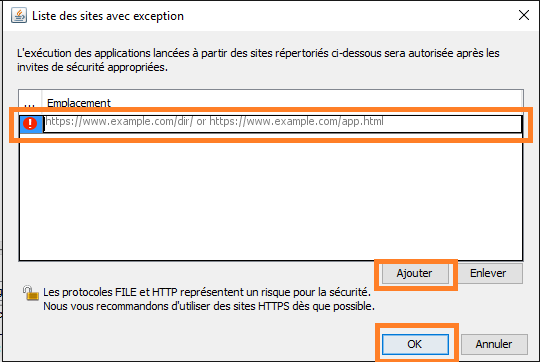 Liste des sites avec exception
L'exécution des applications lancées à partir des sites répertoriés ci-dessous sera autorisée après les
invites de sécurité appropriées.
... Emplacement
https://www.example.com/dir/ or https://www.example.com/app.html
Ajouter Enlever
Les protocoles FILE et HTTP représentent un risque pour la sécurité.
Nous vous recommandons d'utiliser des sites HTTPS dès que possible.
OK Annuler